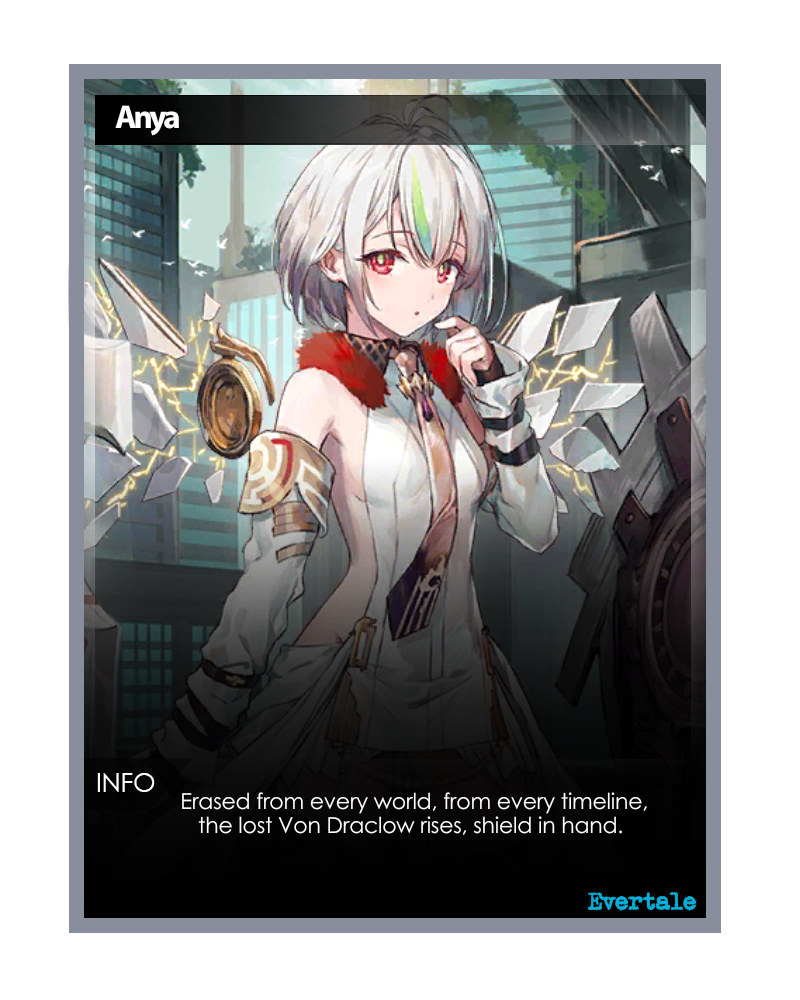 Anya
INFO
Erased from every world, from every timeline,
the lost Von Draclow rises, shield in hand.
Evertale